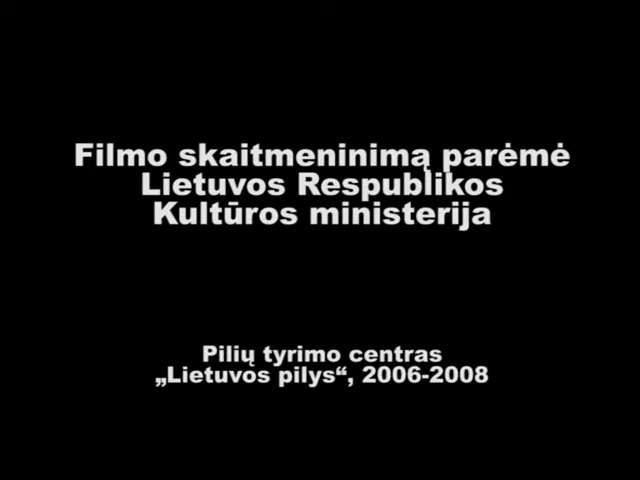 Filmo skaitmeninimą parėmė
Lietuvos Respublikos
Kultūros ministerija
Pilių tyrimo centras
„Lietuvos pilys“, 2006-2008